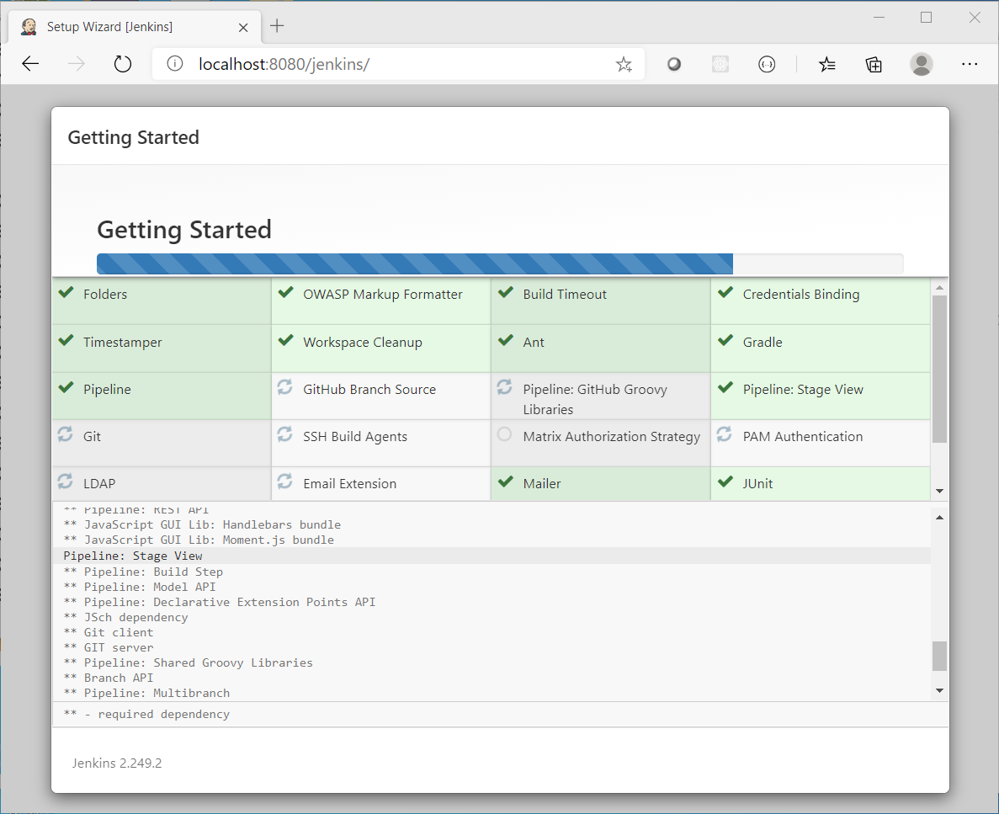 Setup Wizard [Jenkins]
localhost:8080/jenkins/
Getting Started
Getting Started
Folders
OWASP Markup Formatter
Build Timeout
Credentials Binding
Timestamper
Workspace Cleanup
Ant
Gradle
Pipeline
GitHub Branch Source
Pipeline: GitHub Groovy
Libraries
Pipeline: Stage View
Git
SSH Build Agents
Matrix Authorization Strategy
PAM Authentication
LDAP
Email Extension
Mailer
JUnit
** Pipeline: REST API
** JavaScript GUI Lib: Handlebars bundle
** JavaScript GUI Lib: Moment.js bundle
Pipeline: Stage View
** Pipeline: Build Step
** Pipeline: Model API
** Pipeline: Declarative Extension Points API
** JSch dependency
** Git client
** GIT server
** Pipeline: Shared Groovy Libraries
** Branch API
** Pipeline: Multibranch
** - required dependency
Jenkins 2.249.2